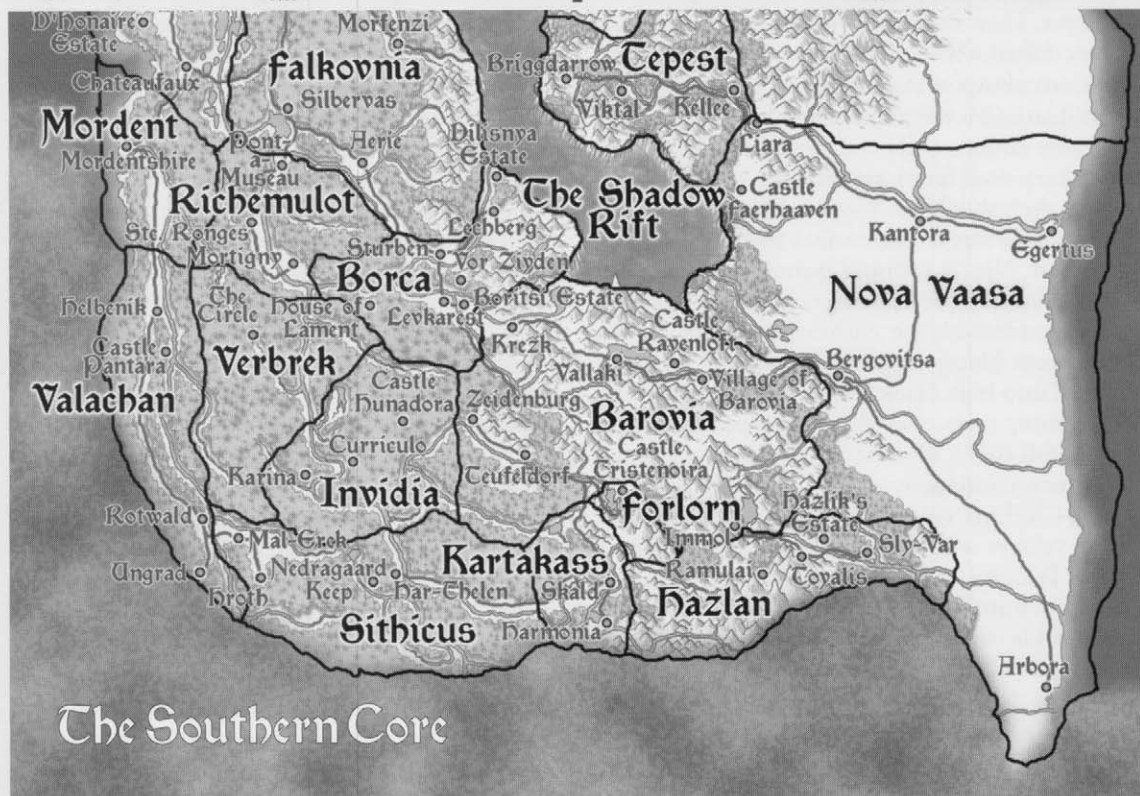 D'Honaire
Estate
Morfenzi
Chateaufaux
Falkovnia
Silbervas
Briggdarrow
Tepest
Viktal
Kellee
Mordent
Mordentshire
Pont-
a-
Museau
Aerie
Dilisnya
Estate
Liara
Richemulot
The Shadow
Rift
Castle
Faerhaaven
Ste. Ronges
Mortigny
Sturben
Lechberg
Vor Ziyden
Kantora
Egertus
Borca
Boritsi Estate
Levkarest
Nova Vaasa
Helbenik
The
Circle
House of
Lament
Krezk
Castle
Ravenloft
Castle
Pantara
Verbrek
Vallaki
Village of
Barovia
Bergovitsa
Valachan
Castle
Hunadora
Zeidenburg
Barovia
Curriculo
Karina
Invidia
Teufeldorf
Castle
Cristenoira
Forlorn
Immol
Hazlik's
Estate
Sly-Var
Rotwald
Mal-Erek
Kartakass
Ungrad
Hroth
Nedragaard
Keep
Har-Thelen
Skald
Ramulai
Toyalis
Hazlan
Sithicus
Harmonia
Arbora
The Southern Core